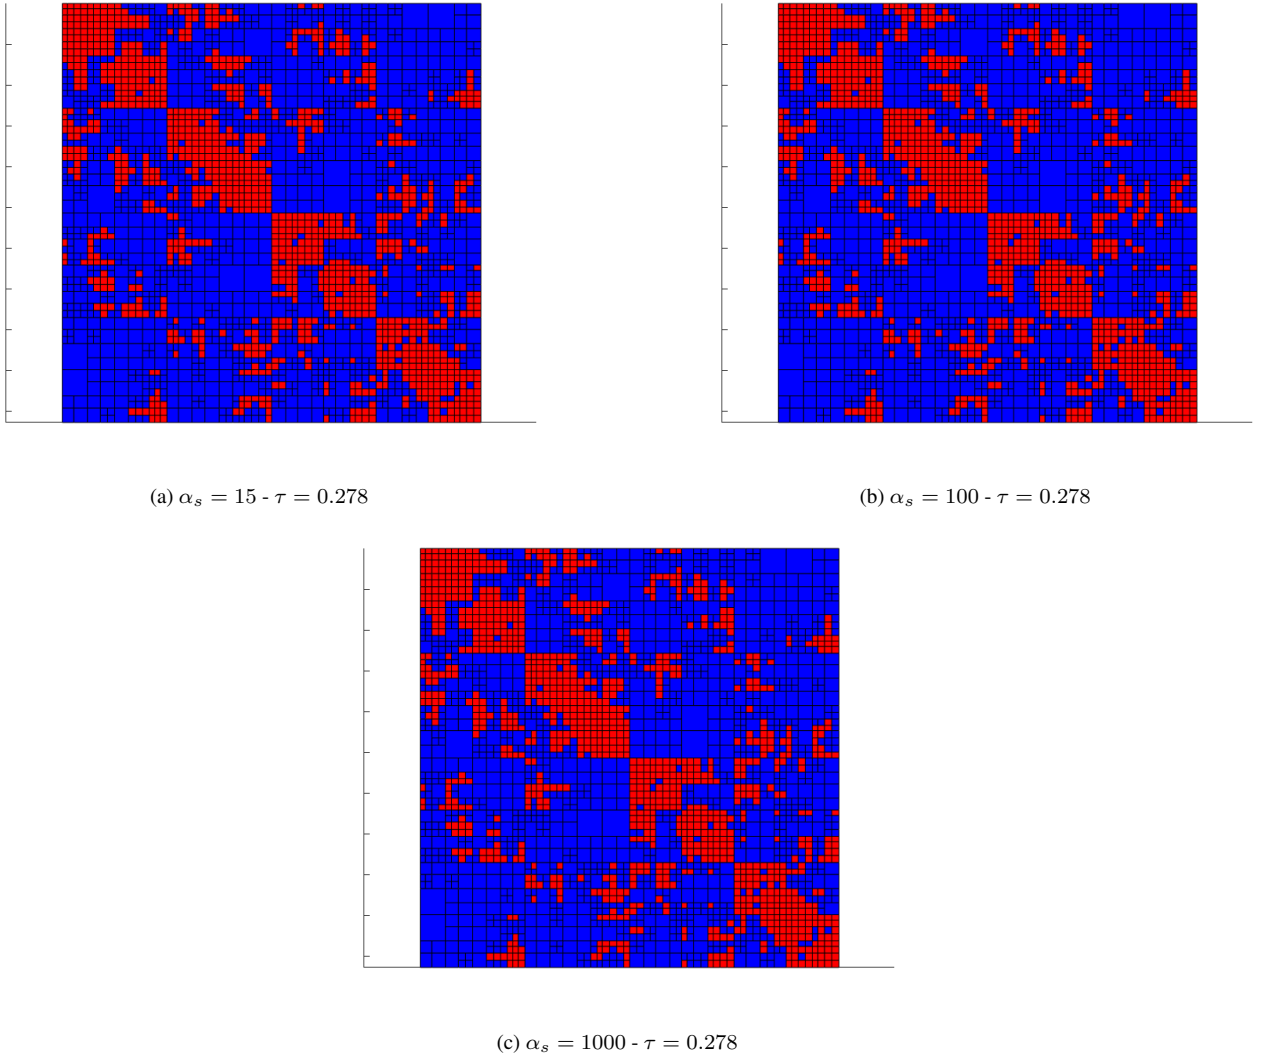 (a) αs = 15 - τ = 0.278
(b) αs = 100 - τ = 0.278
(c) αs = 1000 - τ = 0.278